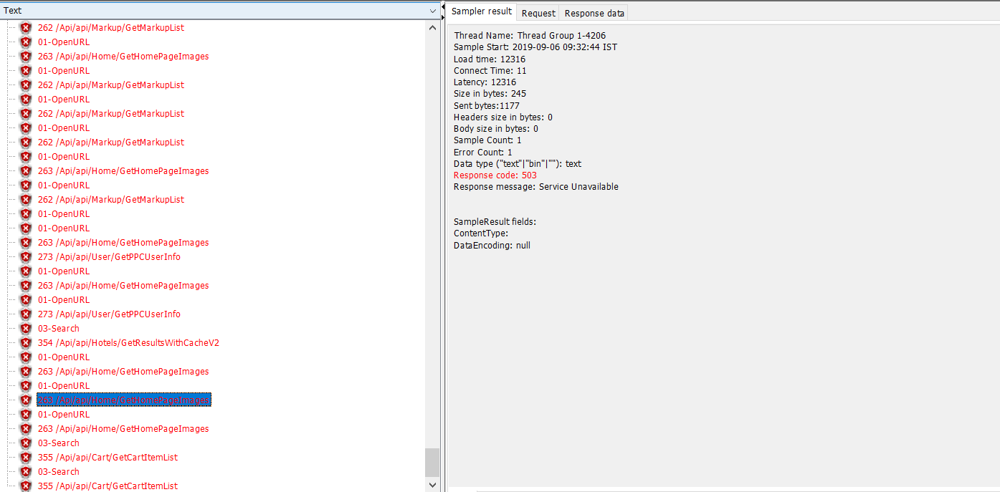 Text
262 /Api/api/Markup/GetMarkupList
01-OpenURL
263 /Api/api/Home/GetHomePageImages
01-OpenURL
262 /Api/api/Markup/GetMarkupList
01-OpenURL
262 /Api/api/Markup/GetMarkupList
01-OpenURL
262 /Api/api/Markup/GetMarkupList
01-OpenURL
263 /Api/api/Home/GetHomePageImages
01-OpenURL
262 /Api/api/Markup/GetMarkupList
01-OpenURL
01-OpenURL
263 /Api/api/Home/GetHomePageImages
273 /Api/api/User/GetPPCUserInfo
01-OpenURL
263 /Api/api/Home/GetHomePageImages
01-OpenURL
273 /Api/api/User/GetPPCUserInfo
03-Search
354 /Api/api/Hotels/GetResultsWithCacheV2
01-OpenURL
263 /Api/api/Home/GetHomePageImages
01-OpenURL
263 /Api/api/Home/GetHomePageImages
01-OpenURL
263 /Api/api/Home/GetHomePageImages
03-Search
355 /Api/api/Cart/GetCartItemList
03-Search
355 /Api/api/Cart/GetCartItemList
Sampler result Request Response data
Thread Name: Thread Group 1-4206
Sample Start: 2019-09-06 09:32:44 IST
Load time: 12316
Connect Time: 11
Latency: 12316
Size in bytes: 245
Sent bytes:1177
Headers size in bytes: 0
Body size in bytes: 0
Sample Count: 1
Error Count: 1
Data type ("text"|"bin"|""): text
Response code: 503
Response message: Service Unavailable
SampleResult fields:
ContentType:
DataEncoding: null